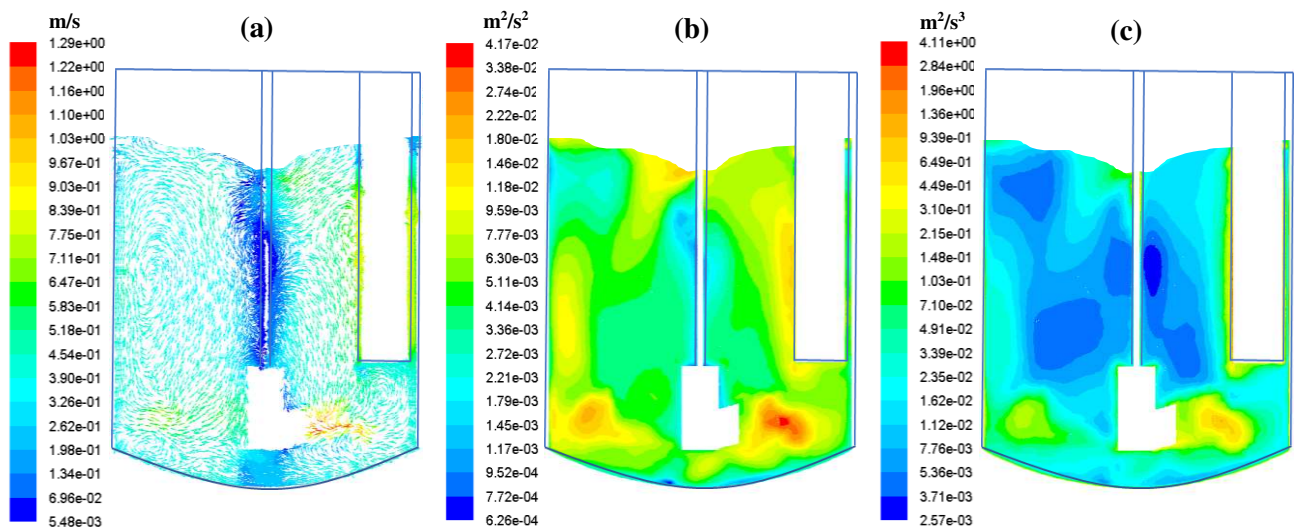 m/s
(a)
1.29e+00
1.22e+00
1.16e+00
1.10e+00
1.03e+00
9.67e-01
9.03e-01
8.39e-01
7.75e-01
7.11e-01
6.47e-01
5.83e-01
5.18e-01
4.54e-01
3.90e-01
3.26e-01
2.62e-01
1.98e-01
1.34e-01
6.96e-02
5.48e-03
m²/s²
(b)
4.17e-02
3.38e-02
2.74e-02
2.22e-02
1.80e-02
1.46e-02
1.18e-02
9.59e-03
7.77e-03
6.30e-03
5.11e-03
4.14e-03
3.36e-03
2.72e-03
2.21e-03
1.79e-03
1.45e-03
1.17e-03
9.52e-04
7.72e-04
6.26e-04
m²/s³
(c)
4.11e+00
2.84e+00
1.96e+00
1.36e+00
9.39e-01
6.49e-01
4.49e-01
3.10e-01
2.15e-01
1.48e-01
1.03e-01
7.10e-02
4.91e-02
3.39e-02
2.35e-02
1.62e-02
1.12e-02
7.76e-03
5.36e-03
3.71e-03
2.57e-03